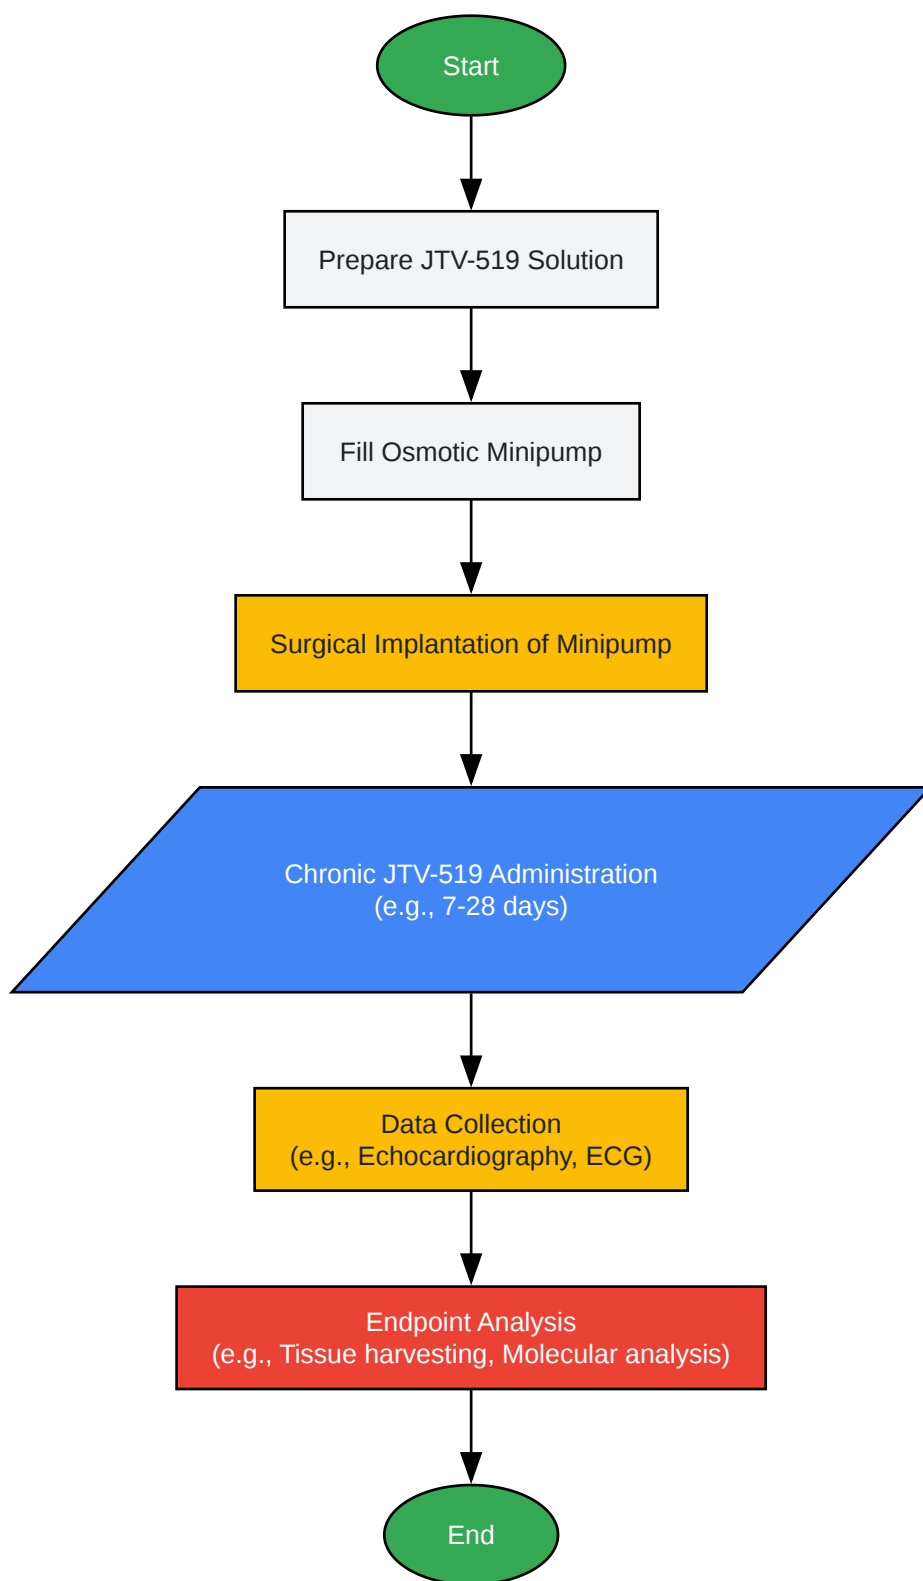 Start
Prepare JTV-519 Solution
Fill Osmotic Minipump
Surgical Implantation of Minipump
Chronic JTV-519 Administration
(e.g., 7-28 days)
Data Collection
(e.g., Echocardiography, ECG)
Endpoint Analysis
(e.g., Tissue harvesting, Molecular analysis)
End